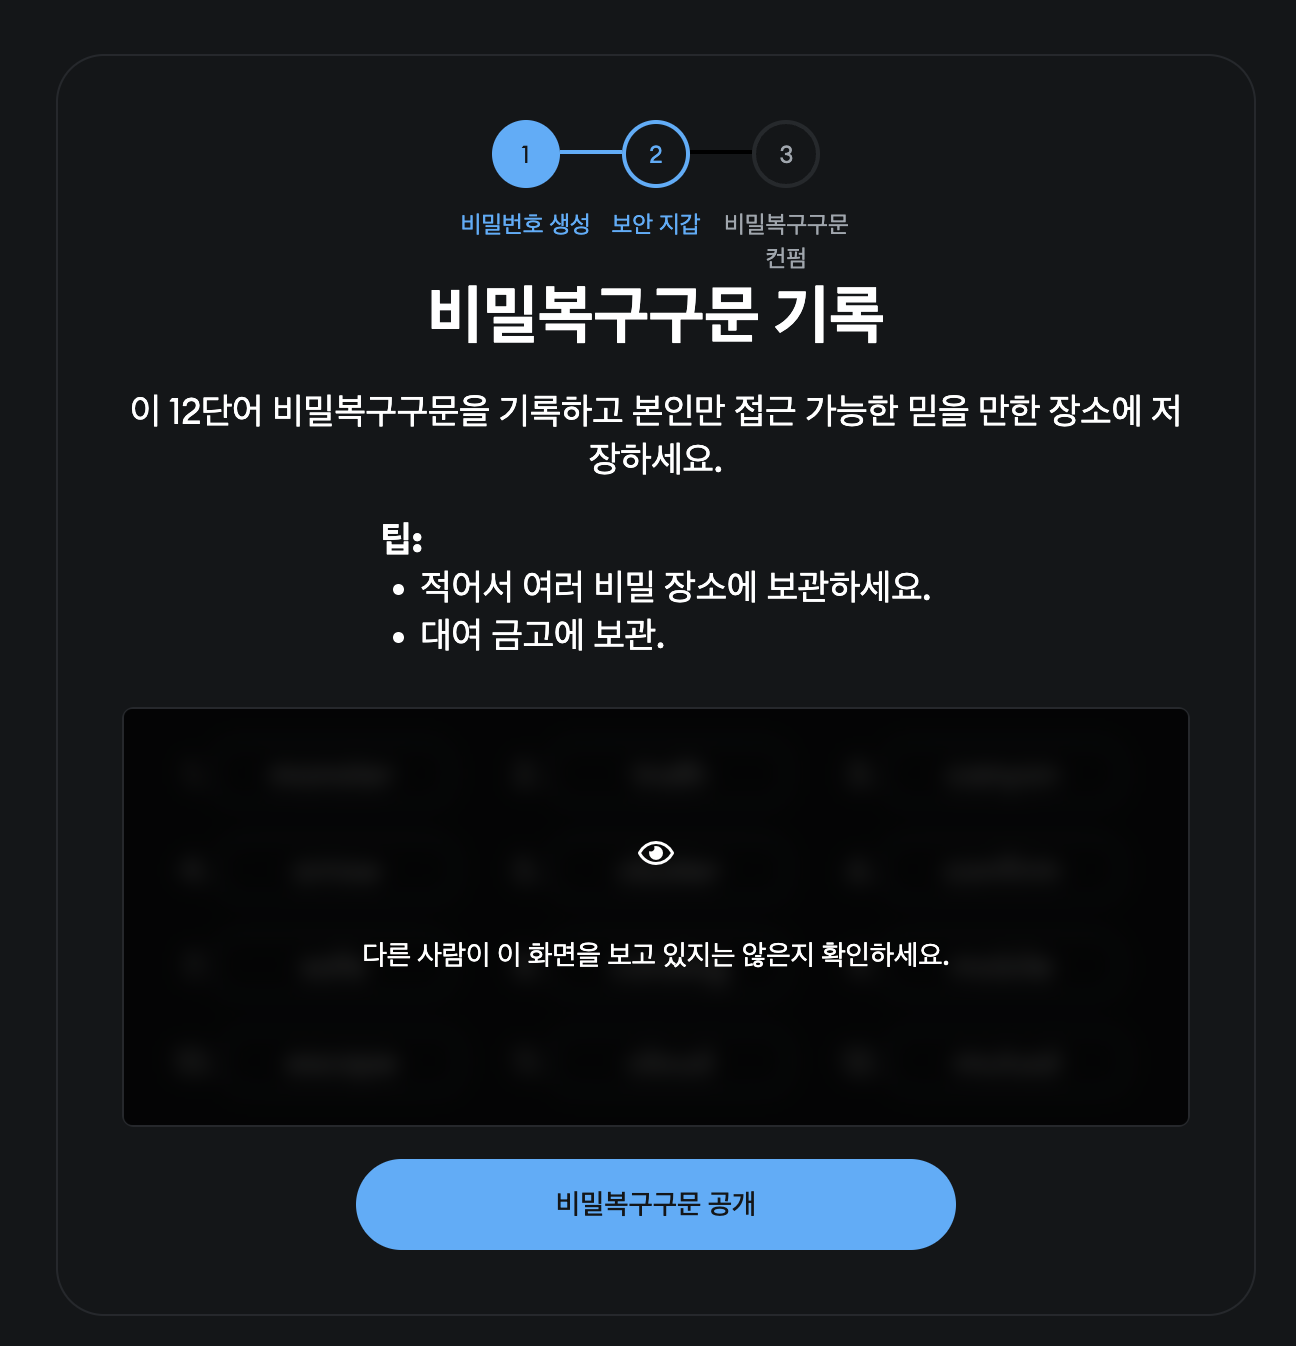 1
2
3
비밀번호 생성
보안 지갑
비밀복구구문
컨펌
비밀복구구문 기록
이 12단어 비밀복구구문을 기록하고 본인만 접근 가능한 믿을 만한 장소에 저
장하세요.
팁:
• 적어서 여러 비밀 장소에 보관하세요.
• 대여 금고에 보관.
다른 사람이 이 화면을 보고 있지는 않은지 확인하세요.
비밀복구구문 공개